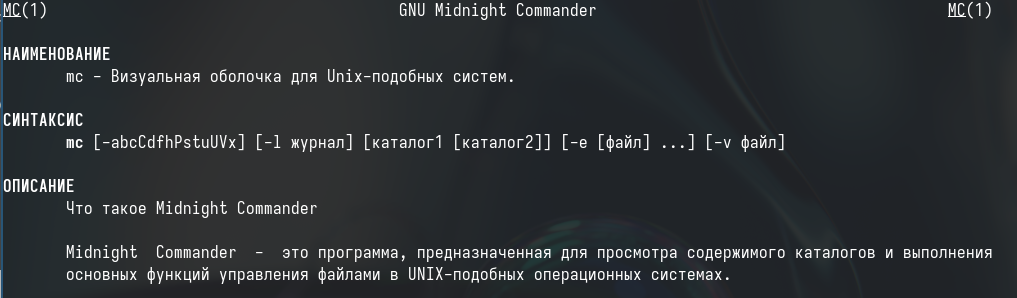 MC(1) GNU Midnight Commander MC(1)
НАИМЕНОВАНИЕ
mc - Визуальная оболочка для Unix-подобных систем.
СИНТАКСИС
mc [-abcCdfhPstuUVx] [-l журнал] [каталог1 [каталог2]] [-e [файл] ...] [-v файл]
ОПИСАНИЕ
Что такое Midnight Commander
Midnight Commander - это программа, предназначенная для просмотра содержимого каталогов и выполнения
основных функций управления файлами в UNIX-подобных операционных системах.